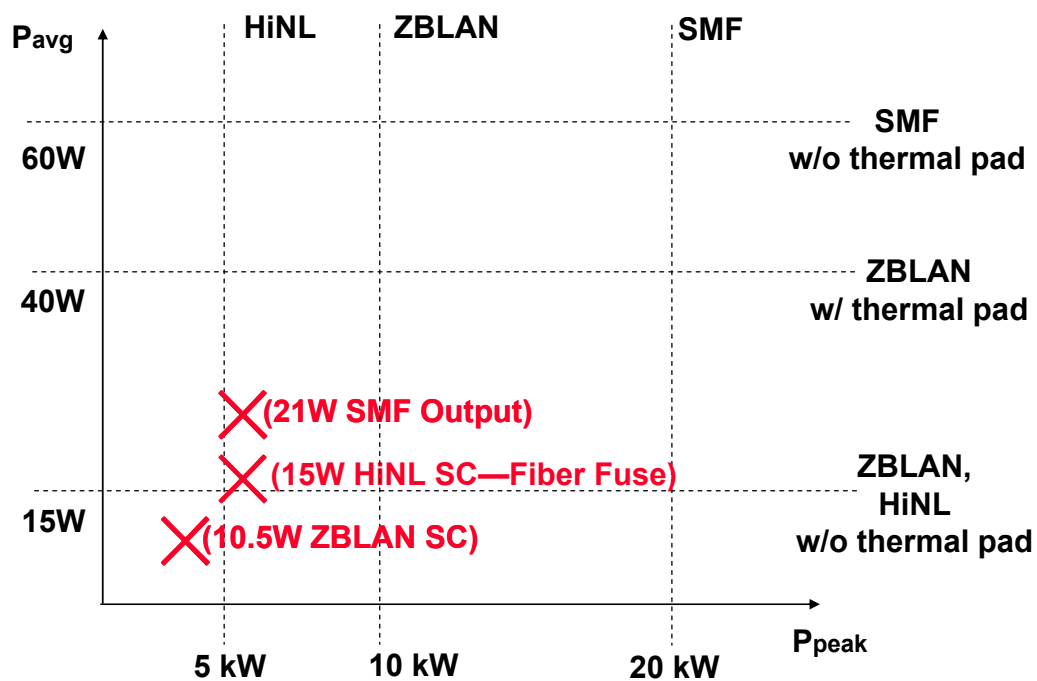 Pavg
HiNL
ZBLAN
SMF
60W
SMF
w/o thermal pad
40W
ZBLAN
w/ thermal pad
(21W SMF Output)
(15W HiNL SC—Fiber Fuse)
15W
ZBLAN,
HiNL
w/o thermal pad
(10.5W ZBLAN SC)
Ppeak
5 kW
10 kW
20 kW